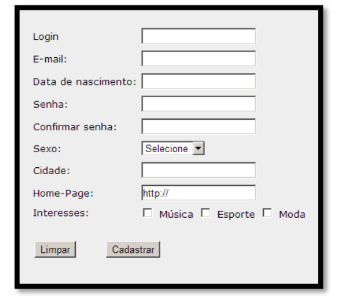 Login
E-mail:
Data de nascimento:
Senha:
Confirmar senha:
Sexo: Selecione
Cidade:
Home-Page: http://
Interesses: Música Esporte Moda
Limpar Cadastrar